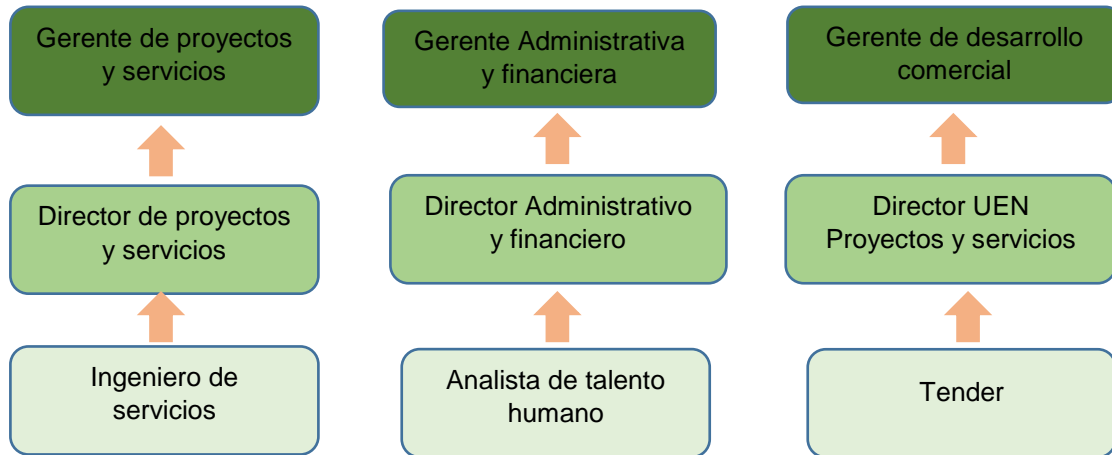 Gerente de proyectos
y servicios
Gerente Administrativa
y financiera
Gerente de desarrollo
comercial
Director de proyectos
y servicios
Director Administrativo
y financiero
Director UEN
Proyectos y servicios
Ingeniero de
servicios
Analista de talento
humano
Tender